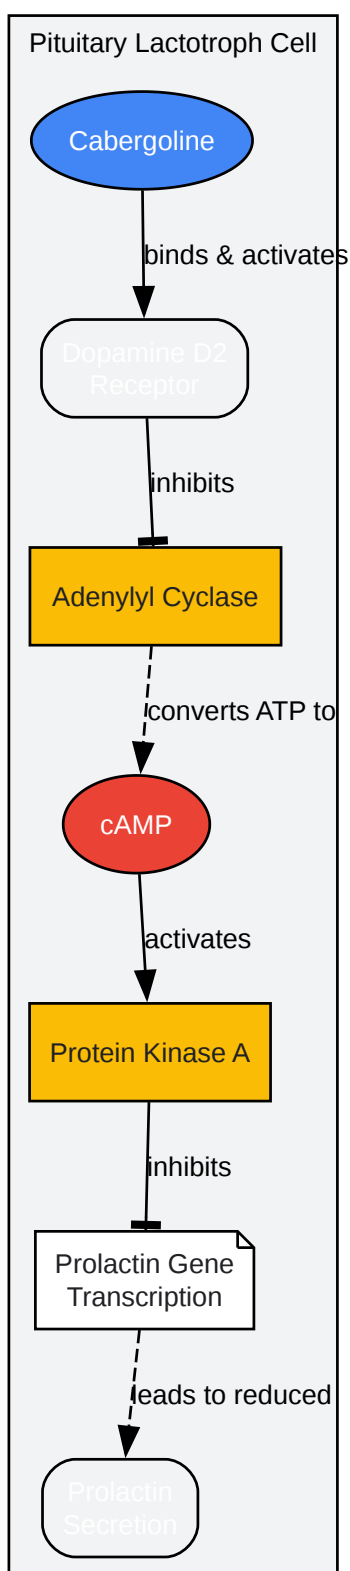 Pituitary Lactotroph Cell
Cabergoline
binds & activates
Dopamine D2
Receptor
inhibits
Adenylyl Cyclase
converts ATP to
cAMP
activates
Protein Kinase A
inhibits
Prolactin Gene
Transcription
leads to reduced
Prolactin
Secretion